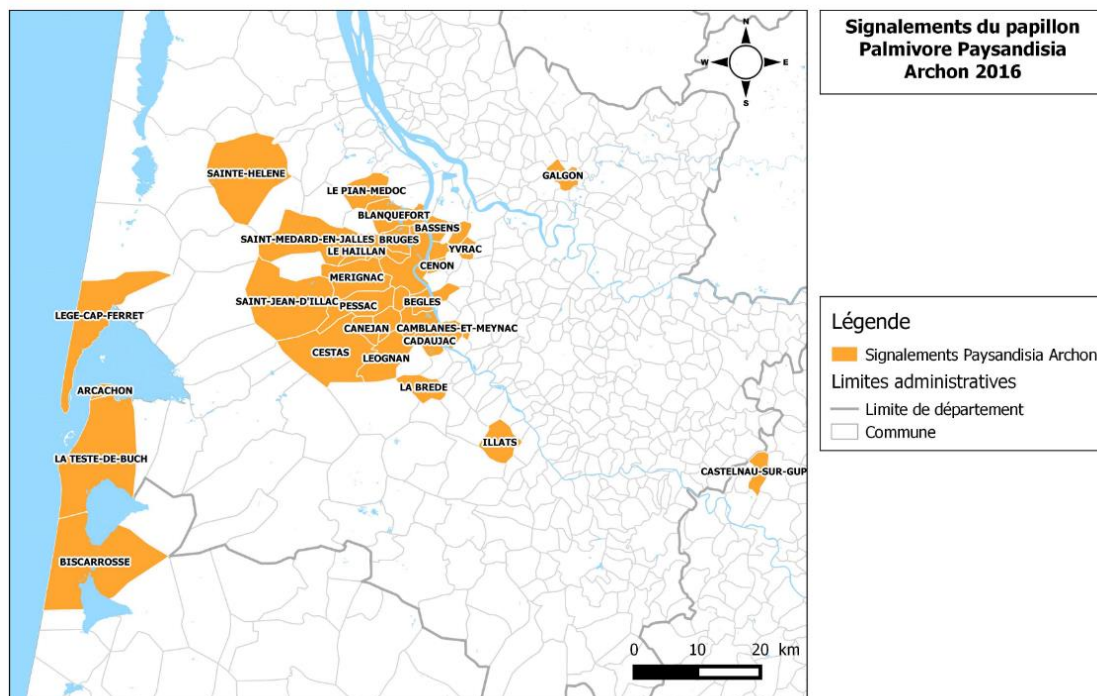 Signalements du papillon
Palmivore Paysandisia
Archon 2016
N
W
E
S
SAINTE-HELENE
GALGON
LE PIAN-MEDOC
BLANQUEFORT
BASSENS
SAINT-MEDARD-EN-JALLES
BRUGES
YVRAC
LE HAILLAN
CENON
MERIGNAC
SAINT-JEAN-D'ILLAC
PESSAC
BEGLES
LEGE-CAP-FERRET
CANEJAN
CAMBLANES-ET-MEYNAC
CADAUJAC
CESTAS
LEOGNAN
LA BREDE
ARCACHON
ILLATS
LA TESTE-DE-BUCH
CASTELNAU-SUR-GUP
BISCARROSSE
0 10 20 km
Légende
Signalements Paysandisia Archon
Limites administratives
Limite de département
Commune